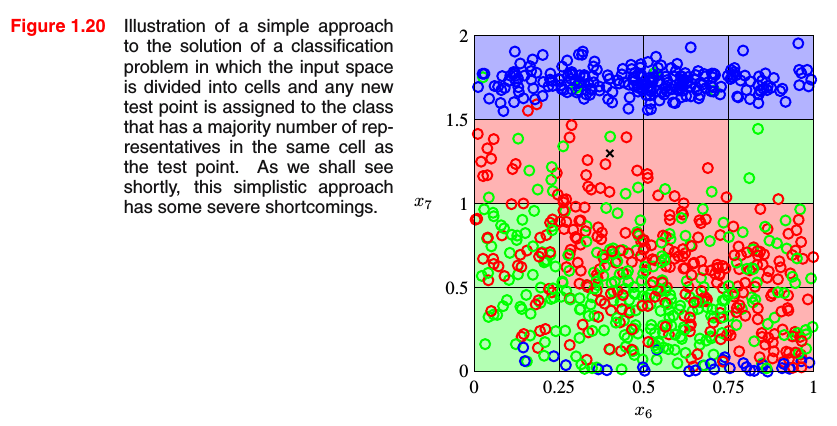 Figure 1.20 Illustration of a simple approach
to the solution of a classification
problem in which the input space
is divided into cells and any new
test point is assigned to the class
that has a majority number of rep-
resentatives in the same cell as
the test point. As we shall see
shortly, this simplistic approach
has some severe shortcomings.
2
1.5
x7
1
0.5
0
0 0.25 0.5 0.75 1
x6